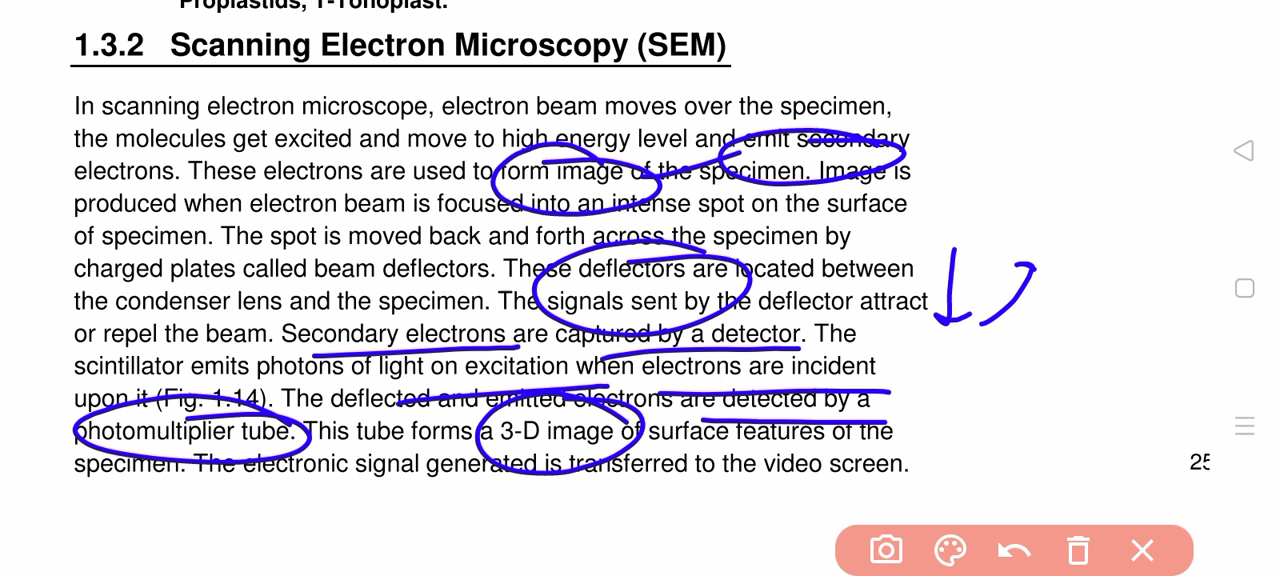 Proplastids, T-Tonoplast.
1.3.2 Scanning Electron Microscopy (SEM)
In scanning electron microscope, electron beam moves over the specimen,
the molecules get excited and move to high energy level and emit secondary
electrons. These electrons are used to form image of the specimen. Image is
produced when electron beam is focused into an intense spot on the surface
of specimen. The spot is moved back and forth across the specimen by
charged plates called beam deflectors. These deflectors are located between
the condenser lens and the specimen. The signals sent by the deflector attract
or repel the beam. Secondary electrons are captured by a detector. The
scintillator emits photons of light on excitation when electrons are incident
upon it (Fig. 1.14). The deflected and emitted electrons are detected by a
photomultiplier tube. This tube forms a 3-D image of surface features of the
specimen. The electronic signal generated is transferred to the video screen.
25